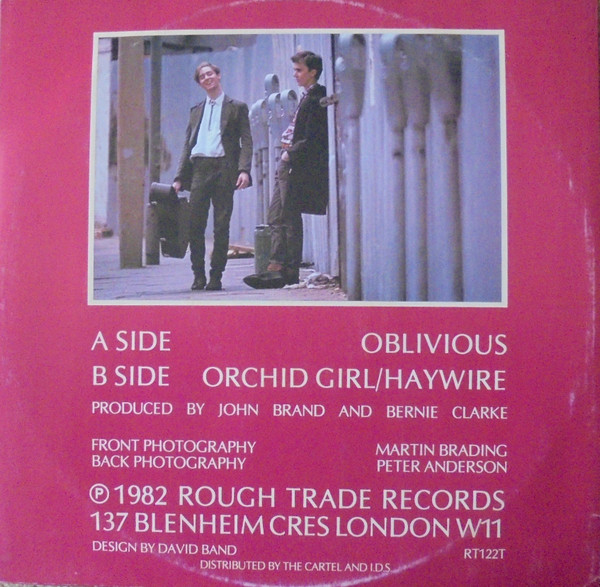 A SIDE OBLIVIOUS
B SIDE ORCHID GIRL/HAYWIRE
PRODUCED BY JOHN BRAND AND BERNIE CLARKE
FRONT PHOTOGRAPHY MARTIN BRADING
BACK PHOTOGRAPHY PETER ANDERSON
℗ 1982 ROUGH TRADE RECORDS
137 BLENHEIM CRES LONDON W11
DESIGN BY DAVID BAND RT122T
DISTRIBUTED BY THE CARTEL AND I.D.S.